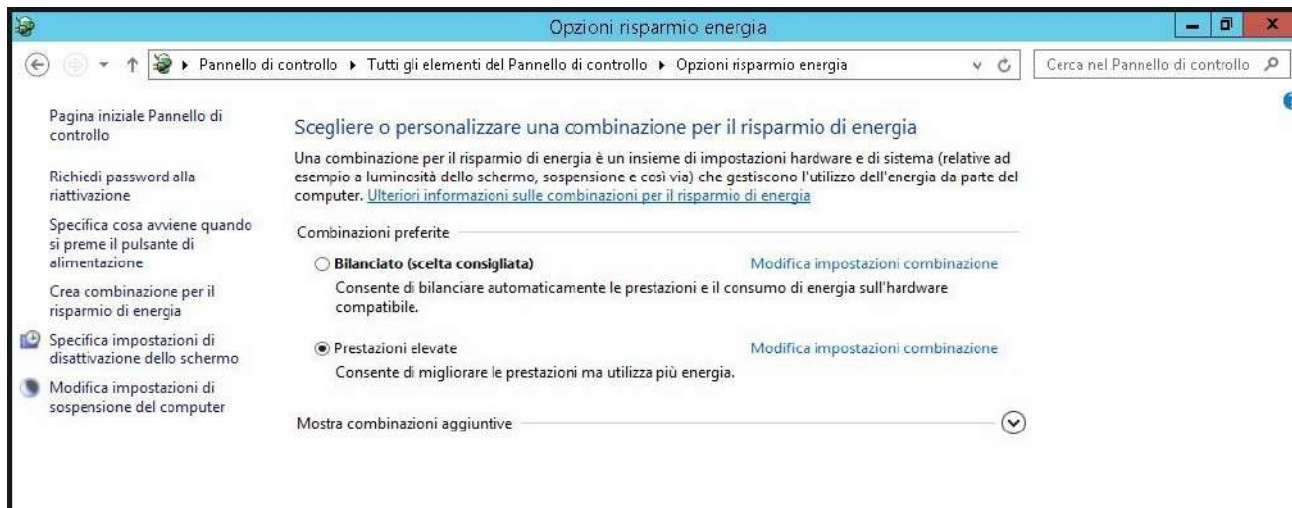 Opzioni risparmio energia
Pannello di controllo Tutti gli elementi del Pannello di controllo Opzioni risparmio energia
Cerca nel Pannello di controllo
Pagina iniziale Pannello di
controllo
Richiedi password alla
riattivazione
Specifica cosa avviene quando
si preme il pulsante di
alimentazione
Crea combinazione per il
risparmio di energia
Specifica impostazioni di
disattivazione dello schermo
Modifica impostazioni di
sospensione del computer
Scegliere o personalizzare una combinazione per il risparmio di energia
Una combinazione per il risparmio di energia è un insieme di impostazioni hardware e di sistema (relative ad
esempio a luminosità dello schermo, sospensione e così via) che gestiscono l'utilizzo dell'energia da parte del
computer. Ulteriori informazioni sulle combinazioni per il risparmio di energia
Combinazioni preferite
Bilanciato (scelta consigliata) Modifica impostazioni combinazione
Consente di bilanciare automaticamente le prestazioni e il consumo di energia sull'hardware
compatibile.
Prestazioni elevate Modifica impostazioni combinazione
Consente di migliorare le prestazioni ma utilizza più energia.
Mostra combinazioni aggiuntive